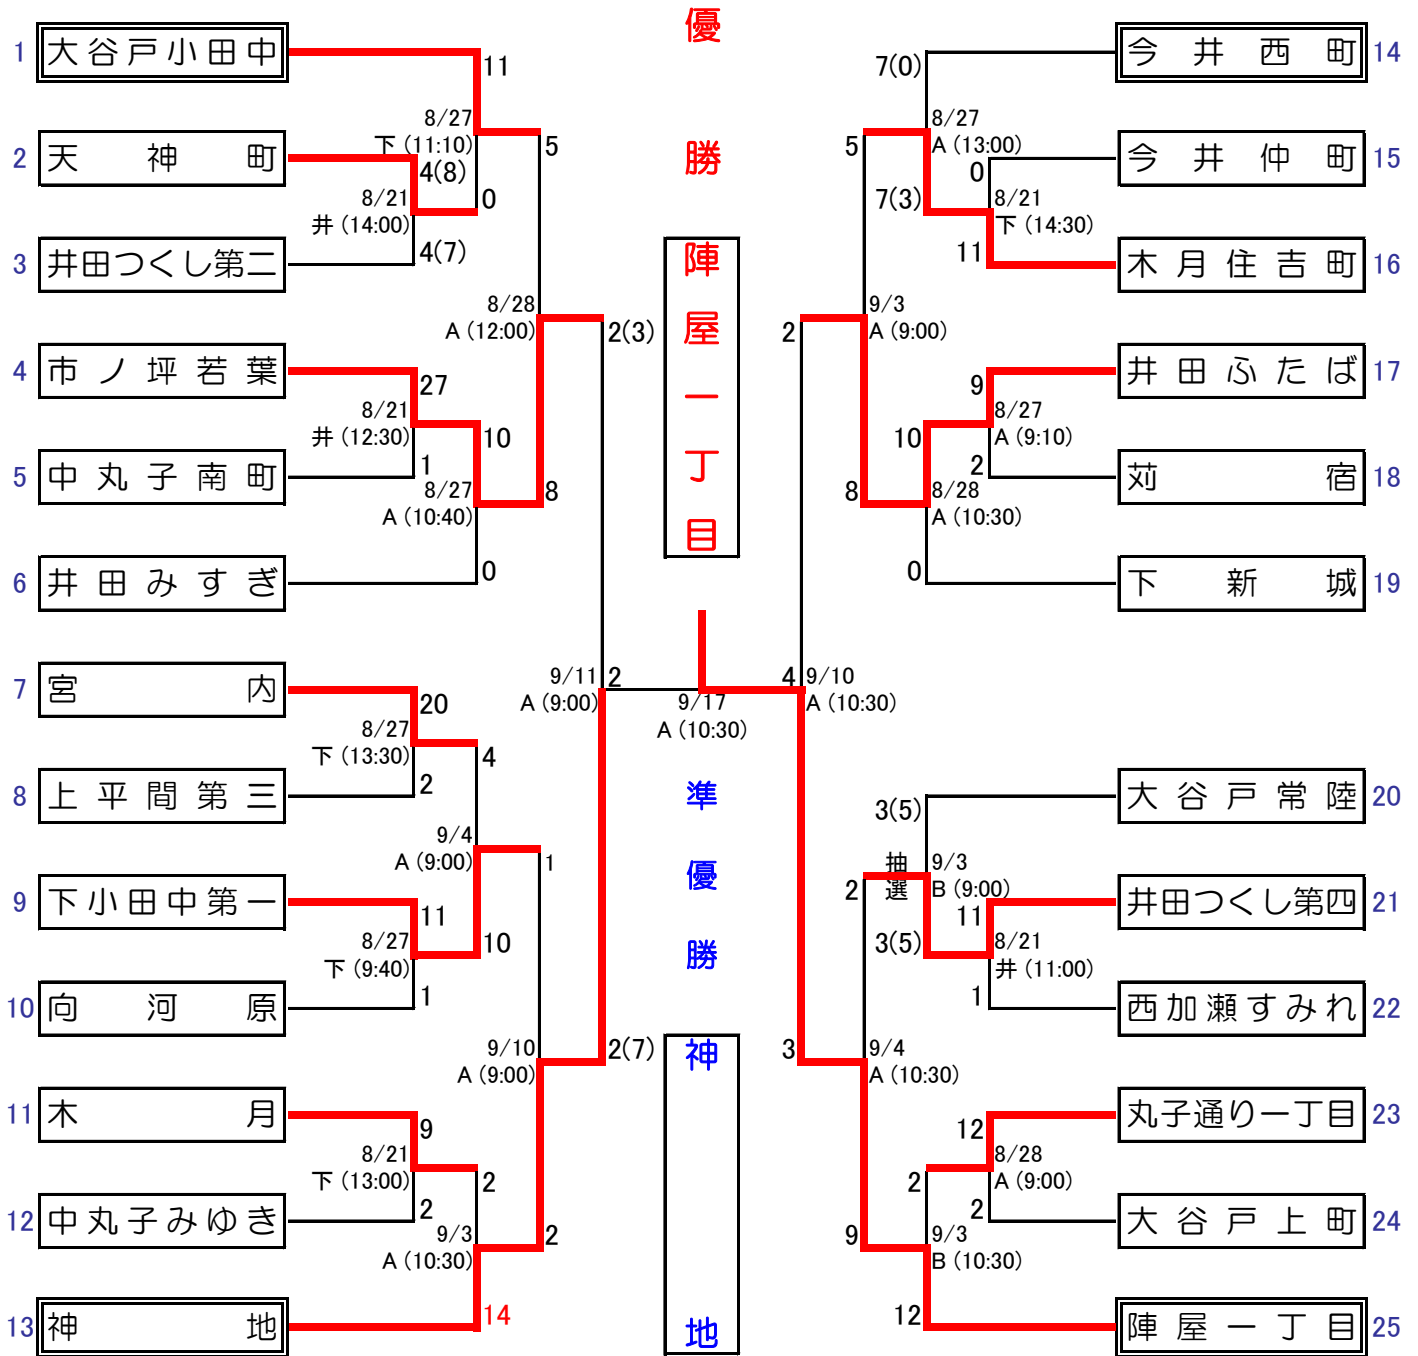 優勝
陣屋一丁目
準優勝
神地
1 大谷戸小田中
11
8/27
下 (11:10)
5
2 天神町
4(8)
8/21
井 (14:00)
0
3 井田つくし第二
4(7)
8/28
A (12:00)
2(3)
4 市ノ坪若葉
27
8/21
井 (12:30)
10
5 中丸子南町
1
8/27
A (10:40)
8
6 井田みすぎ
0
9/11
A (9:00)
2
7 宮内
20
8/27
下 (13:30)
4
8 上平間第三
2
9/4
A (9:00)
1
9 下小田中第一
11
8/27
下 (9:40)
10
10 向河原
1
9/10
A (9:00)
2(7)
11 木月
9
8/21
下 (13:00)
2
12 中丸子みゆき
2
9/3
A (10:30)
2
13 神地
14
9/17
A (10:30)
今井西町 14
7(0)
8/27
A (13:00)
5
今井仲町 15
0
8/21
下 (14:30)
7(3)
木月住吉町 16
11
9/3
A (9:00)
2
井田ふたば 17
9
8/27
A (9:10)
10
苅宿 18
2
8/28
A (10:30)
8
下新城 19
0
4
9/10
A (10:30)
大谷戸常陸 20
3(5)
抽選
9/3
B (9:00)
2
井田つくし第四 21
11
8/21
井 (11:00)
3(5)
西加瀬すみれ 22
1
9/4
A (10:30)
3
丸子通り一丁目 23
12
8/28
A (9:00)
2
大谷戸上町 24
2
9/3
B (10:30)
9
陣屋一丁目 25
12